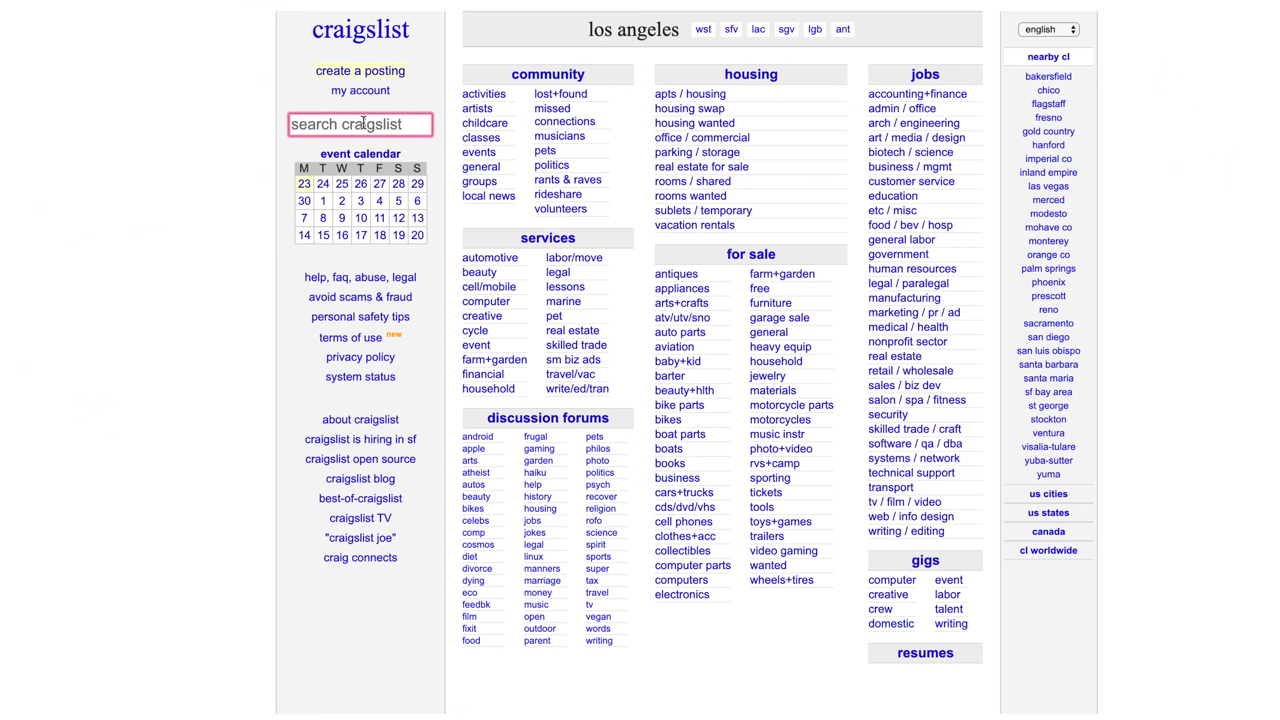 craigslist
create a posting
my account
search craigslist
event calendar
M T W T F S S
23 24 25 26 27 28 29
30 1 2 3 4 5 6
7 8 9 10 11 12 13
14 15 16 17 18 19 20
help, faq, abuse, legal
avoid scams & fraud
personal safety tips
terms of use new
privacy policy
system status
about craigslist
craigslist is hiring in sf
craigslist open source
craigslist blog
best-of-craigslist
craigslist TV
"craigslist joe"
craig connects
los angeles wst sfv lac sgv lgb ant
community
activities
artists
childcare
classes
events
general
groups
local news
lost+found
missed
connections
musicians
pets
politics
rants & raves
rideshare
volunteers
services
automotive
beauty
cell/mobile
computer
creative
cycle
event
farm+garden
financial
household
labor/move
legal
lessons
marine
pet
real estate
skilled trade
sm biz ads
travel/vac
write/ed/tran
discussion forums
android
apple
arts
atheist
autos
beauty
bikes
celebs
comp
cosmos
diet
divorce
dying
eco
feedbk
film
fixit
food
frugal
gaming
garden
haiku
help
history
housing
jobs
jokes
legal
linux
manners
marriage
money
music
open
outdoor
parent
pets
philos
photo
politics
psych
recover
religion
rofo
science
spirit
sports
super
tax
travel
tv
vegan
words
writing
housing
apts / housing
housing swap
housing wanted
office / commercial
parking / storage
real estate for sale
rooms / shared
rooms wanted
sublets / temporary
vacation rentals
for sale
antiques
appliances
arts+crafts
atv/utv/sno
auto parts
aviation
baby+kid
barter
beauty+hlth
bike parts
bikes
boat parts
boats
books
business
cars+trucks
cds/dvd/vhs
cell phones
clothes+acc
collectibles
computer parts
computers
electronics
farm+garden
free
furniture
garage sale
general
heavy equip
household
jewelry
materials
motorcycle parts
motorcycles
music instr
photo+video
rvs+camp
sporting
tickets
tools
toys+games
trailers
video gaming
wanted
wheels+tires
jobs
accounting+finance
admin / office
arch / engineering
art / media / design
biotech / science
business / mgmt
customer service
education
etc / misc
food / bev / hosp
general labor
government
human resources
legal / paralegal
manufacturing
marketing / pr / ad
medical / health
nonprofit sector
real estate
retail / wholesale
sales / biz dev
salon / spa / fitness
security
skilled trade / craft
software / qa / dba
systems / network
technical support
transport
tv / film / video
web / info design
writing / editing
gigs
computer
creative
crew
domestic
event
labor
talent
writing
resumes
english
nearby cl
bakersfield
chico
flagstaff
fresno
gold country
hanford
imperial co
inland empire
las vegas
merced
modesto
mohave co
monterey
orange co
palm springs
phoenix
prescott
reno
sacramento
san diego
san luis obispo
santa barbara
santa maria
sf bay area
st george
stockton
ventura
visalia-tulare
yuba-sutter
yuma
us cities
us states
canada
cl worldwide